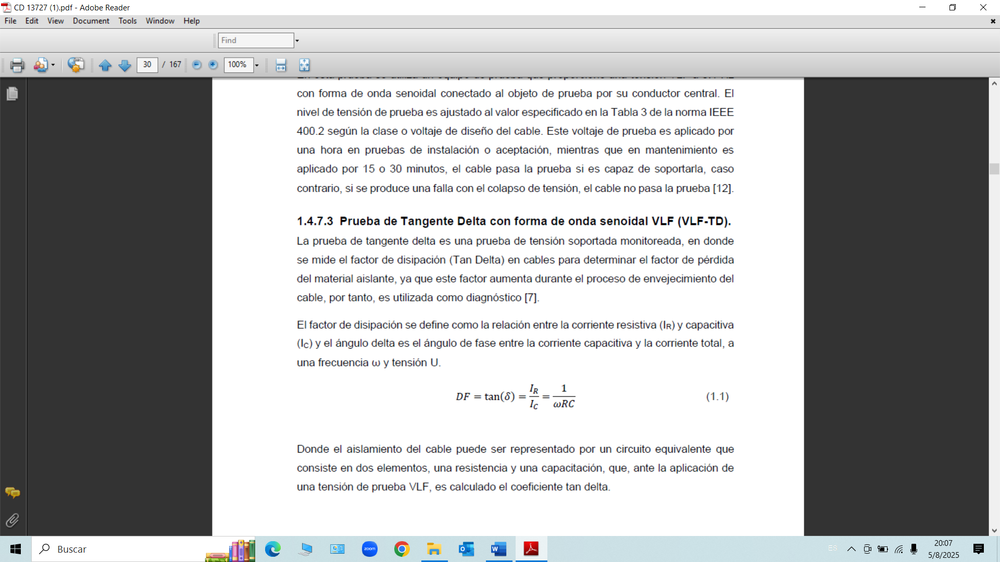 CD 13727 (1).pdf - Adobe Reader
File Edit View Document Tools Window Help
Find
30 / 167 100%
con forma de onda senoidal conectado al objeto de prueba por su conductor central. El
nivel de tensión de prueba es ajustado al valor especificado en la Tabla 3 de la norma IEEE
400.2 según la clase o voltaje de diseño del cable. Este voltaje de prueba es aplicado por
una hora en pruebas de instalación o aceptación, mientras que en mantenimiento es
aplicado por 15 o 30 minutos, el cable pasa la prueba si es capaz de soportarla, caso
contrario, si se produce una falla con el colapso de tensión, el cable no pasa la prueba [12].
1.4.7.3 Prueba de Tangente Delta con forma de onda senoidal VLF (VLF-TD).
La prueba de tangente delta es una prueba de tensión soportada monitoreada, en donde
se mide el factor de disipación (Tan Delta) en cables para determinar el factor de pérdida
del material aislante, ya que este factor aumenta durante el proceso de envejecimiento del
cable, por tanto, es utilizada como diagnóstico [7].
El factor de disipación se define como la relación entre la corriente resistiva (IR) y capacitiva
(IC) y el ángulo delta es el ángulo de fase entre la corriente capacitiva y la corriente total, a
una frecuencia ω y tensión U.
DF = tan(δ) = I_R/I_C = 1/ωRC (1.1)
Donde el aislamiento del cable puede ser representado por un circuito equivalente que
consiste en dos elementos, una resistencia y una capacitación, que, ante la aplicación de
una tensión de prueba VLF, es calculado el coeficiente tan delta.
Buscar
zoom
ES
20:07
5/8/2025